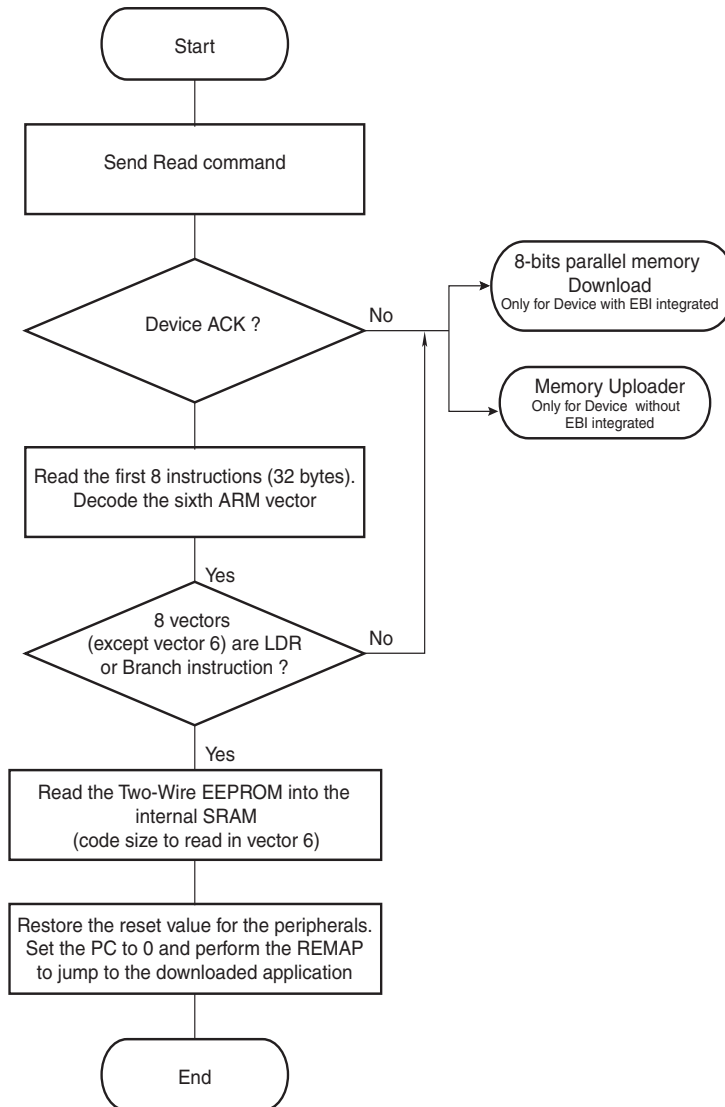 Start
Send Read command
Device ACK ?
No
8-bits parallel memory
Download
Only for Device with EBI integrated
Memory Uploader
Only for Device without
EBI integrated
Read the first 8 instructions (32 bytes).
Decode the sixth ARM vector
Yes
8 vectors
(except vector 6) are LDR
or Branch instruction ?
No
Yes
Read the Two-Wire EEPROM into the
internal SRAM
(code size to read in vector 6)
Restore the reset value for the peripherals.
Set the PC to 0 and perform the REMAP
to jump to the downloaded application
End